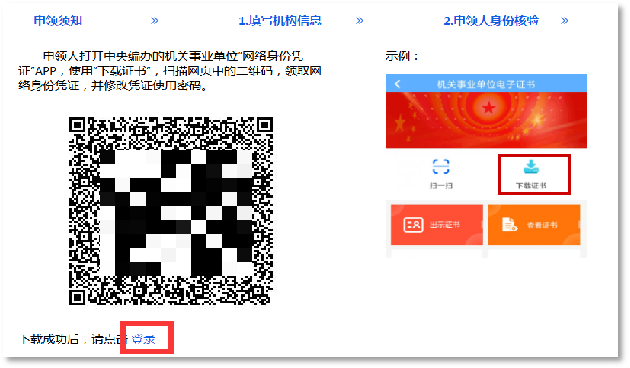 申领须知 » 1.填写机构信息 » 2.申领人身份核验 »
申领人打开中央编办的机关事业单位“网络身份凭
证”APP，使用“下载证书”，扫描网页中的二维码，领取网
络身份凭证，并修改凭证使用密码。
示例：
机关事业单位电子证书
扫一扫 下载证书
出示证书 查看证书
下载成功后，请点击 登录